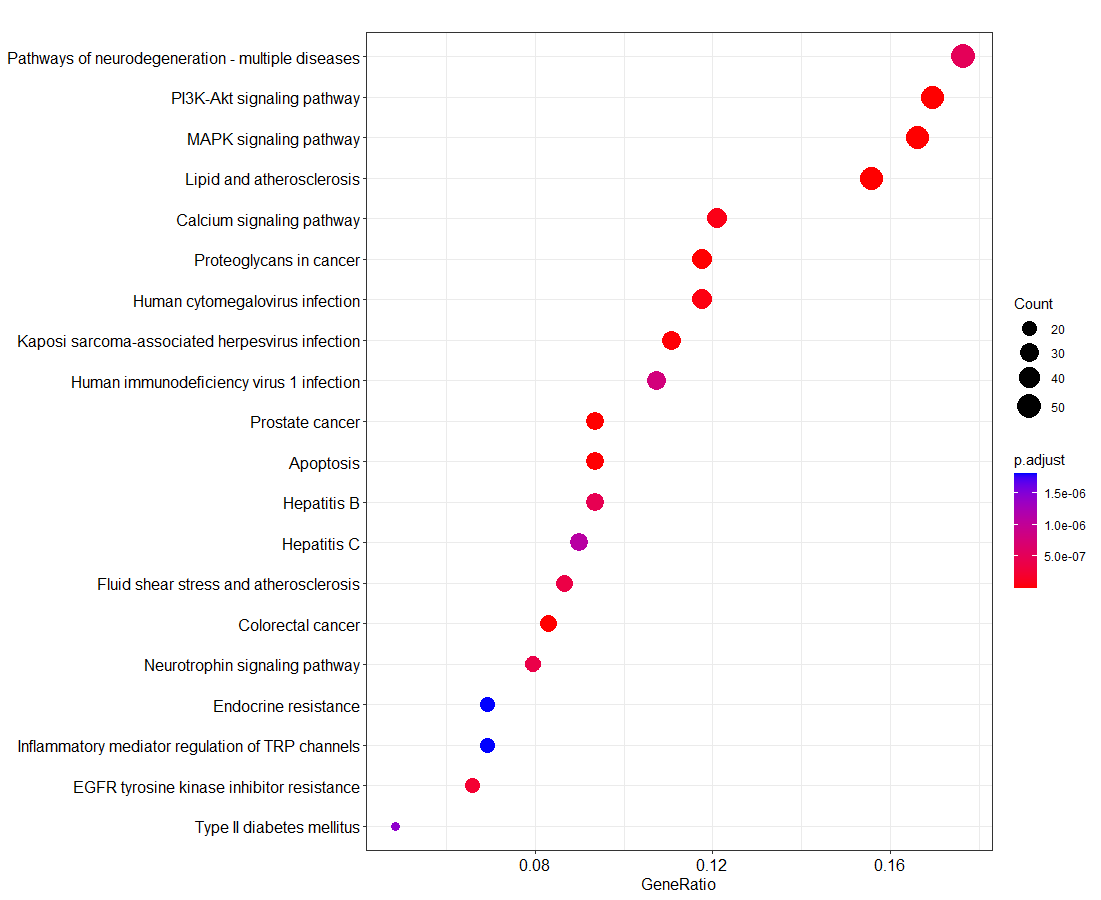 Pathways of neurodegeneration - multiple diseases
PI3K-Akt signaling pathway
MAPK signaling pathway
Lipid and atherosclerosis
Calcium signaling pathway
Proteoglycans in cancer
Human cytomegalovirus infection
Kaposi sarcoma-associated herpesvirus infection
Human immunodeficiency virus 1 infection
Prostate cancer
Apoptosis
Hepatitis B
Hepatitis C
Fluid shear stress and atherosclerosis
Colorectal cancer
Neurotrophin signaling pathway
Endocrine resistance
Inflammatory mediator regulation of TRP channels
EGFR tyrosine kinase inhibitor resistance
Type II diabetes mellitus
0.08 0.12 0.16
GeneRatio
Count
20
30
40
50
p.adjust
1.5e-06
1.0e-06
5.0e-07